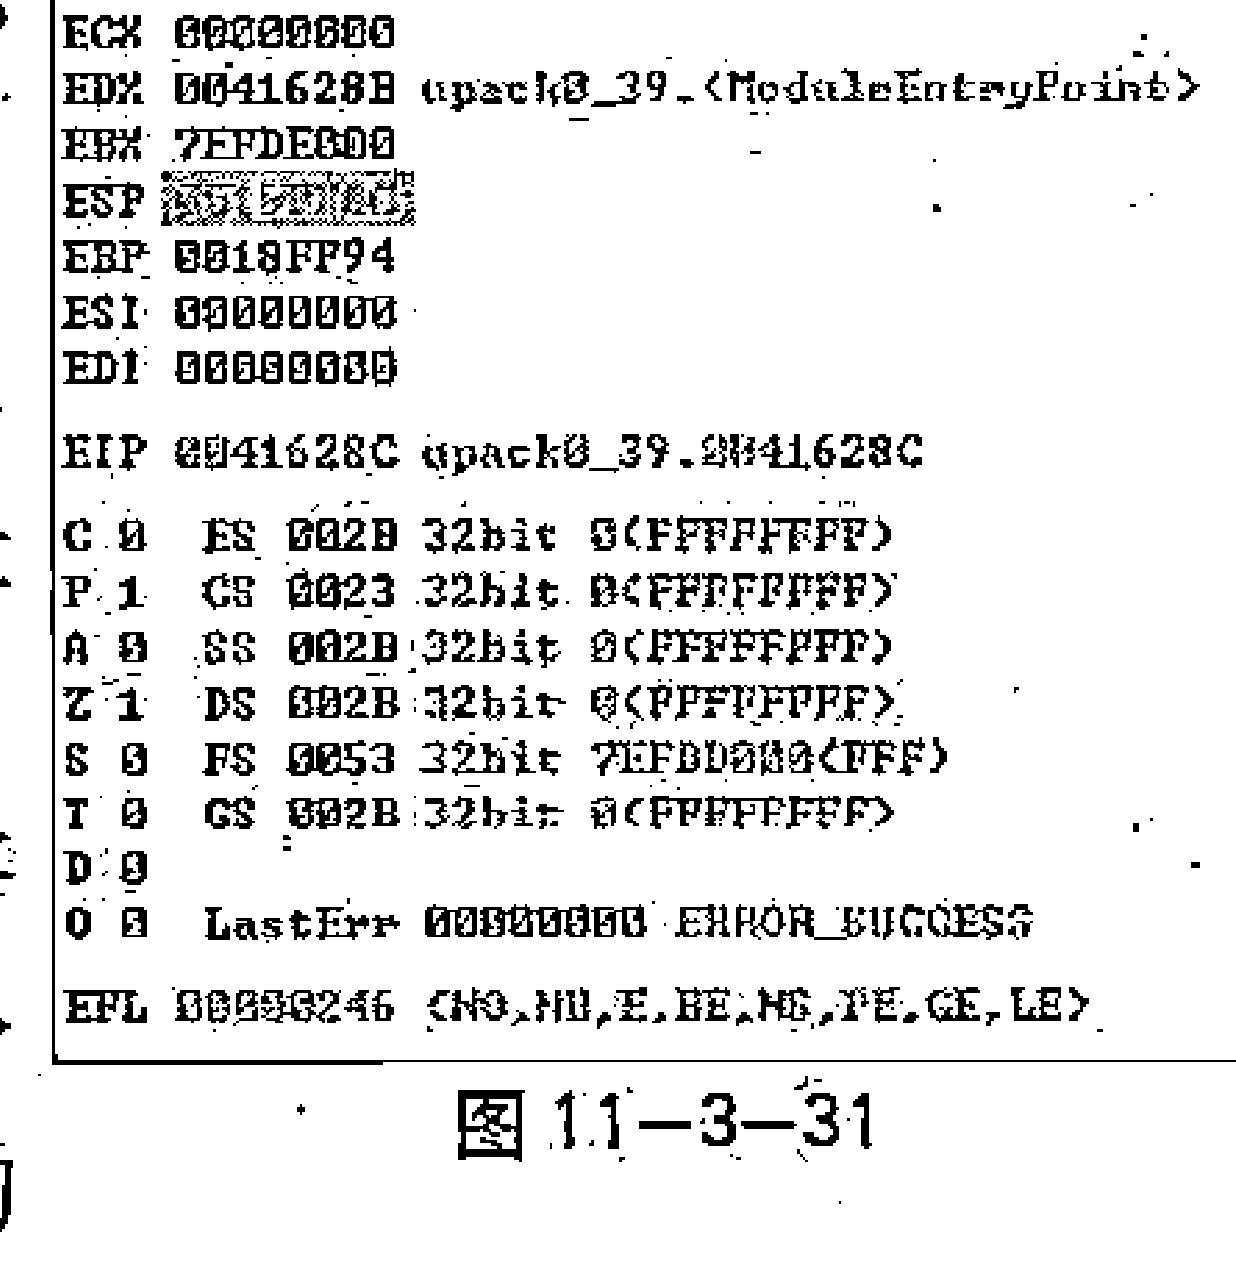 ECX 00000000
EDX 0041628B upack0_39.<ModuleEntryPoint>
EBX 7EFDE000
ESP
EBP 0018FF94
ESI 00000000
EDI 00000000
EIP 0041628C upack0_39.0041628C
C 0 ES 002B 32bit 0(FFFFFFFF)
P 1 CS 0023 32bit 0(FFFFFFFF)
A 0 SS 002B 32bit 0(FFFFFFFF)
Z 1 DS 002B 32bit 0(FFFFFFFF)
S 0 FS 0053 32bit 7EFDD000(FFF)
T 0 GS 002B 32bit 0(FFFFFFFF)
D 0
O 0 LastErr 00000000 ERROR_SUCCESS
EFL 00000246 (NO,NB,E,BE,NS,PE,GE,LE)
图 11-3-31